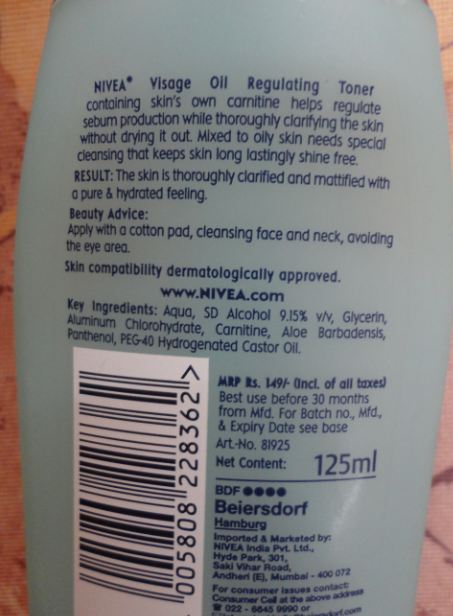 NIVEA® Visage Oil Regulating Toner
containing skin's own carnitine helps regulate
sebum production while thoroughly clarifying the skin
without drying it out. Mixed to oily skin needs special
cleansing that keeps skin long lastingly shine free.
RESULT: The skin is thoroughly clarified and mattified with
a pure & hydrated feeling.
Beauty Advice:
Apply with a cotton pad, cleansing face and neck, avoiding
the eye area.
Skin compatibility dermatologically approved.
www.NIVEA.com
Key Ingredients: Aqua, SD Alcohol 9.15% v/v, Glycerin,
Aluminum Chlorohydrate, Carnitine, Aloe Barbadensis,
Panthenol, PEG-40 Hydrogenated Castor Oil.
005808 228362 >
MRP Rs. 149/- (Incl. of all taxes)
Best use before 30 months
from Mfd. For Batch no., Mfd.,
& Expiry Date see base
Art.-No. 81925
Net Content: 125ml
BDF ●●●●
Beiersdorf
Hamburg
Imported & Marketed by:
NIVEA India Pvt. Ltd.,
Hyde Park, 301,
Saki Vihar Road,
Andheri (E), Mumbai - 400 072
For consumer issues contact:
Consumer Cell at the above address
☎ 022 - 6645 9990 or